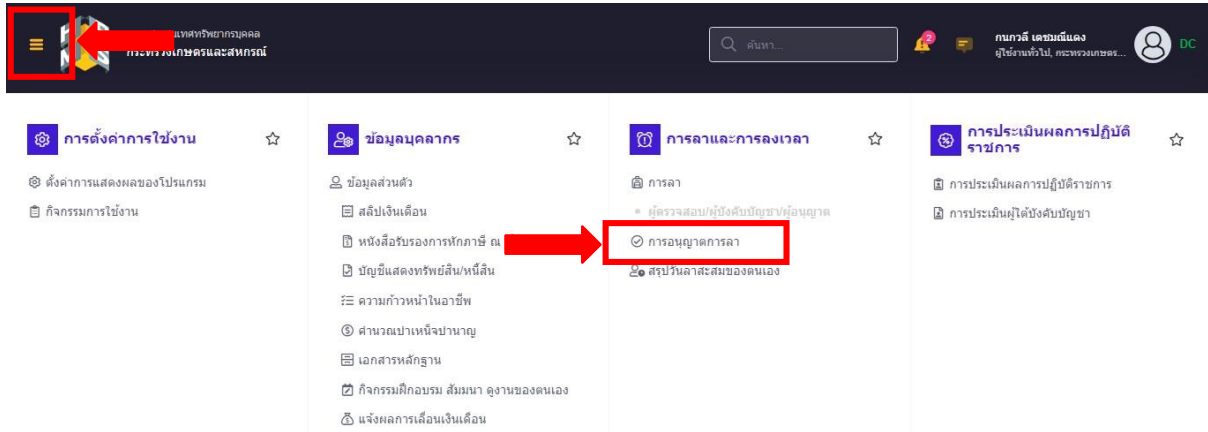 เทศทรัพยากรบุคคล
กระทรวงเกษตรและสหกรณ์
ค้นหา...
2
กนกวลี เดชมณีแดง
ผู้ใช้งานทั่วไป, กระทรวงเกษตร...
DC
การตั้งค่าการใช้งาน
ตั้งค่าการแสดงผลของโปรแกรม
กิจกรรมการใช้งาน
ข้อมูลบุคลากร
ข้อมูลส่วนตัว
สลิปเงินเดือน
หนังสือรับรองการหักภาษี ณ
บัญชีแสดงทรัพย์สิน/หนี้สิน
ความก้าวหน้าในอาชีพ
คำนวณบำเหน็จบำนาญ
เอกสารหลักฐาน
กิจกรรมฝึกอบรม สัมมนา ดูงานของตนเอง
แจ้งผลการเลื่อนเงินเดือน
การลาและการลงเวลา
การลา
ผู้ตรวจสอบ/ผู้บังคับบัญชา/ผู้อนุญาต
การอนุญาตการลา
สรุปวันลาสะสมของตนเอง
การประเมินผลการปฏิบัติ
ราชการ
การประเมินผลการปฏิบัติราชการ
การประเมินผู้ใต้บังคับบัญชา